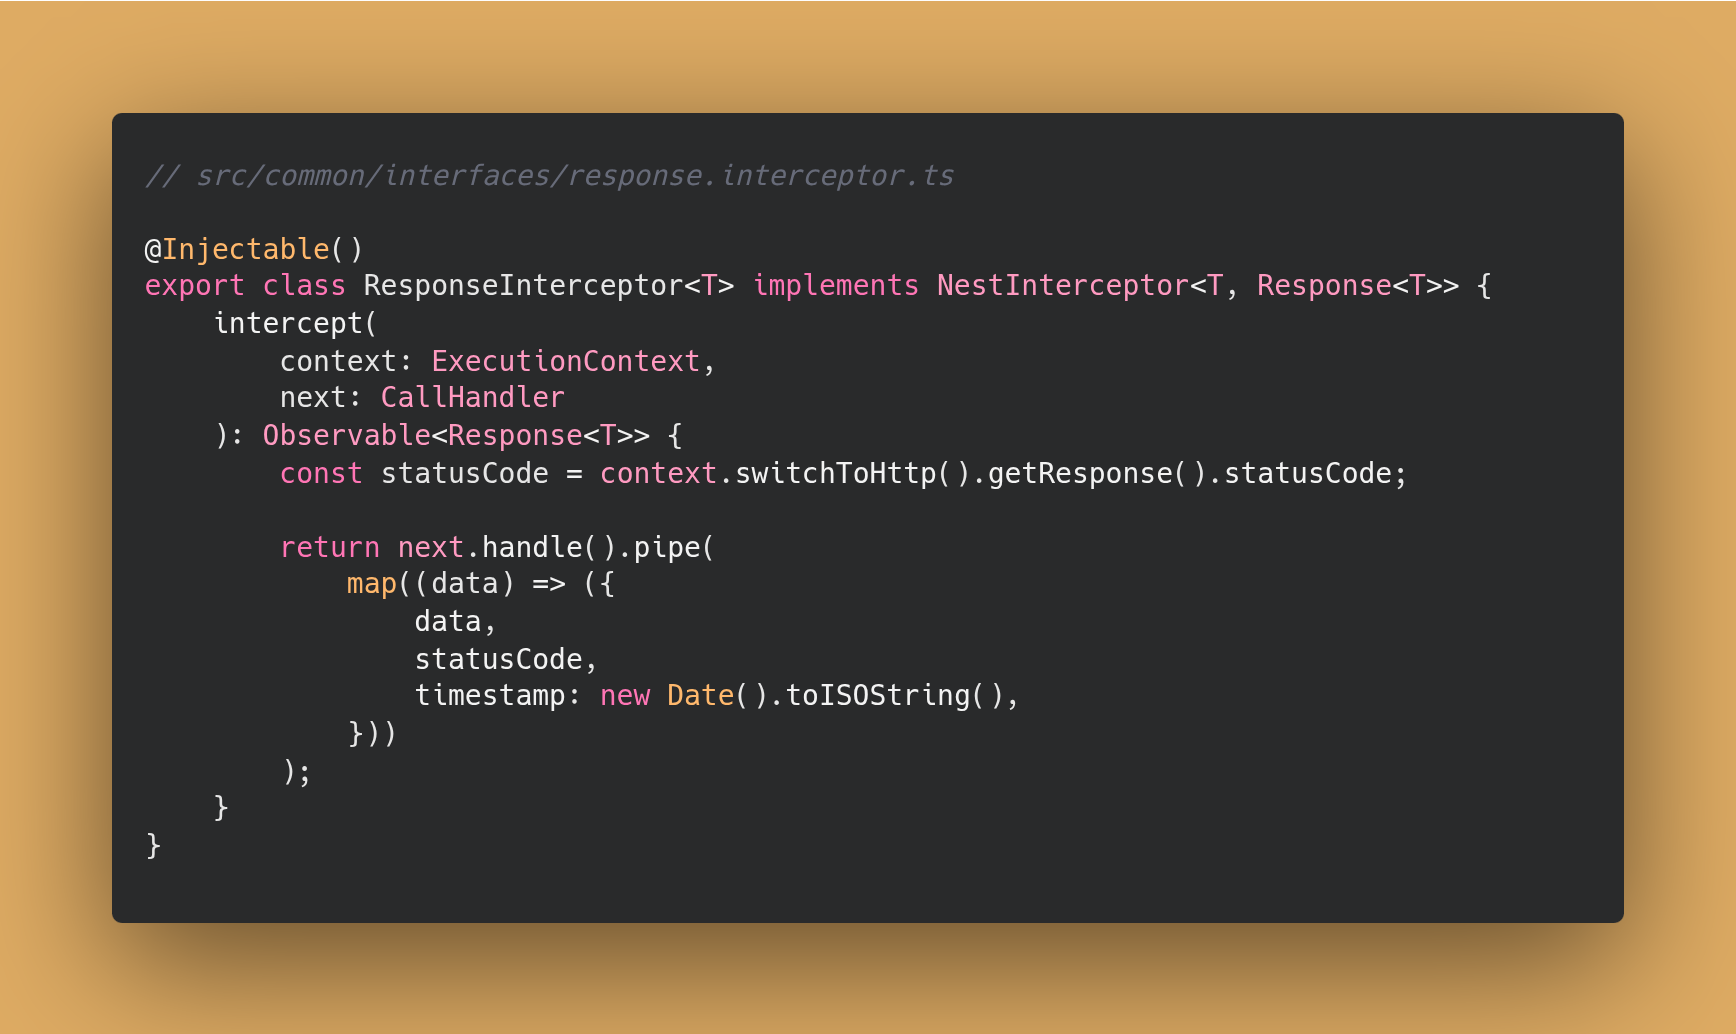 // src/common/interfaces/response.interceptor.ts
@Injectable()
export class ResponseInterceptor<T> implements NestInterceptor<T, Response<T>> {
    intercept(
        context: ExecutionContext,
        next: CallHandler
    ): Observable<Response<T>> {
        const statusCode = context.switchToHttp().getResponse().statusCode;
        return next.handle().pipe(
            map((data) => ({
                data,
                statusCode,
                timestamp: new Date().toISOString(),
            }))
        );
    }
}